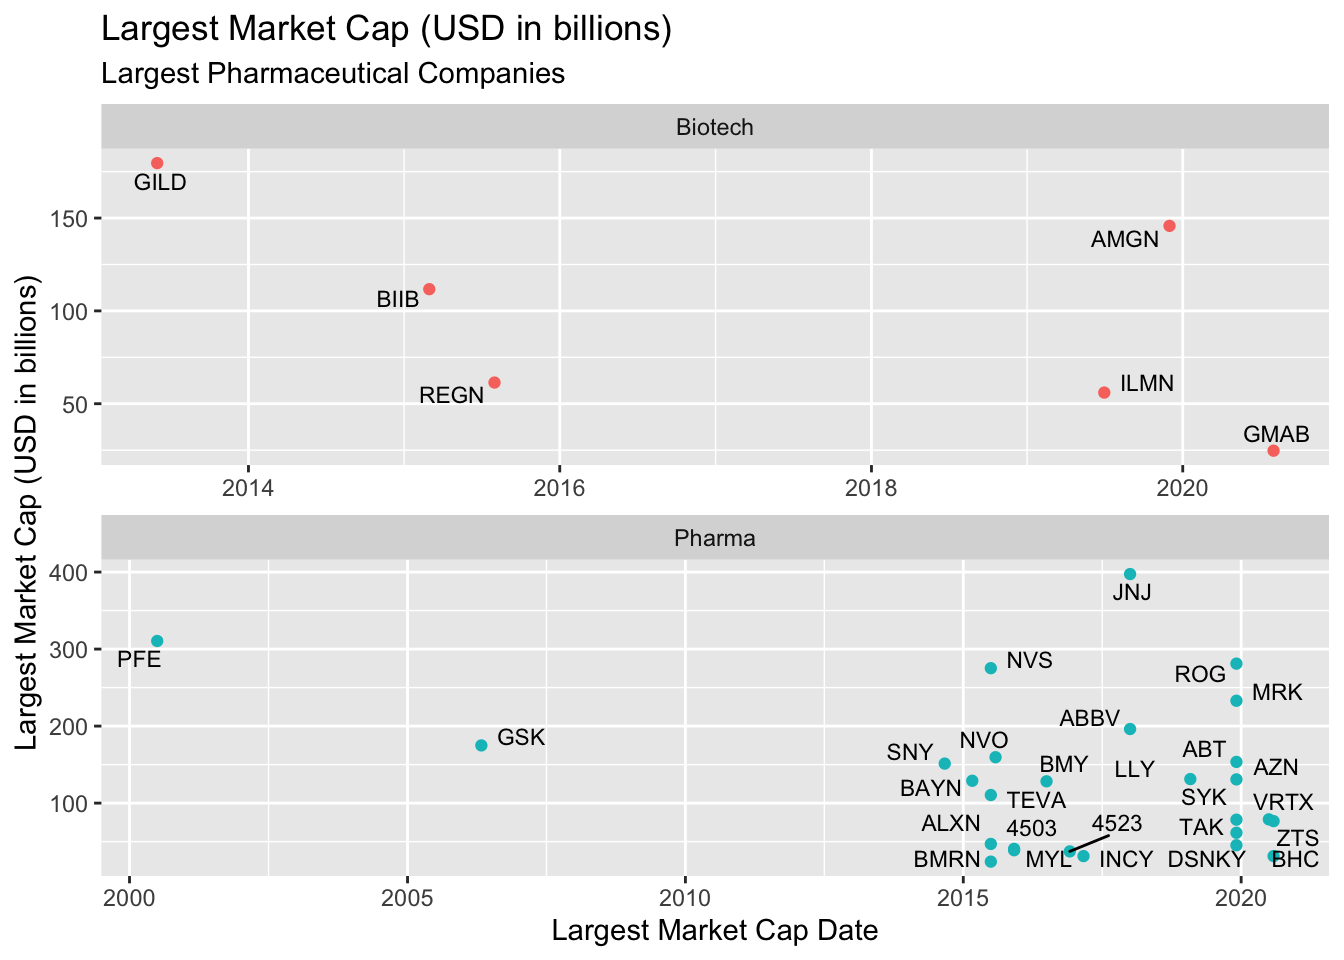 Largest Market Cap (USD in billions)
Largest Pharmaceutical Companies
Largest Market Cap (USD in billions)
Biotech
GILD
150
AMGN
BIIB
100
ILMN
REGN
50
GMAB
2014 2016 2018 2020
Pharma
400
JNJ
300
PFE
NVS
ROG
MRK
200
ABBV
GSK
NVO
SNY
ABT
BMY
LLY
AZN
BAYN
SYK
TEVA
VRTX
100
ALXN
4503
4523
TAK
ZTS
BMRN
MYL
INCY
DSNKY
BHC
2000 2005 2010 2015 2020
Largest Market Cap Date